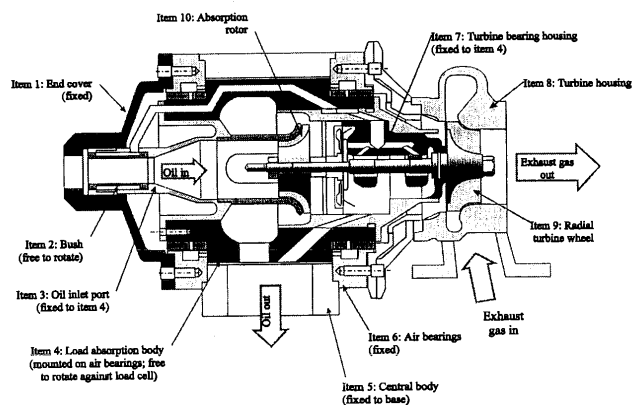 Item 10: Absorption
rotor
Item 7: Turbine bearing housing
(fixed to item 4)
Item 1: End cover
(fixed)
Item 8: Turbine housing
Oil in
Exhaust gas
out
Item 2: Bush
(free to rotate)
Item 9: Radial
turbine wheel
Item 3: Oil inlet port
(fixed to item 4)
Oil out
Exhaust
gas in
Item 6: Air bearings
(fixed)
Item 4: Load absorption body
(mounted on air bearings; free
to rotate against load cell)
Item 5: Central body
(fixed to base)